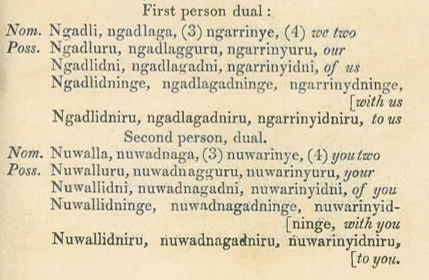 First person dual :
Nom. Ngadli, ngadlaga, (3) ngarrinye, (4) we two
Poss. Ngadluru, ngadlagguru, ngarrinyuru, our
Ngadlidni, ngadlagadni, ngarrinyidni, of us
Ngadlidninge, ngadlagadninge, ngarrinydninge,
[with us
Ngadlidniru, ngadlagadniru, ngarrinyidniru, to us
Second person, dual.
Nom. Nuwalla, nuwadnaga, (3) nuwarinye, (4) you two
Poss. Nuwalluru, nuwadnagguru, nuwarinyuru, your
Nuwallidni, nuwadnagadni, nuwarinyidni, of you
Nuwallidninge, nuwadnagadninge, nuwarinyid-
[ninge, with you
Nuwallidniru, nuwadnagadniru, nuwarinyidniru,
[to you.